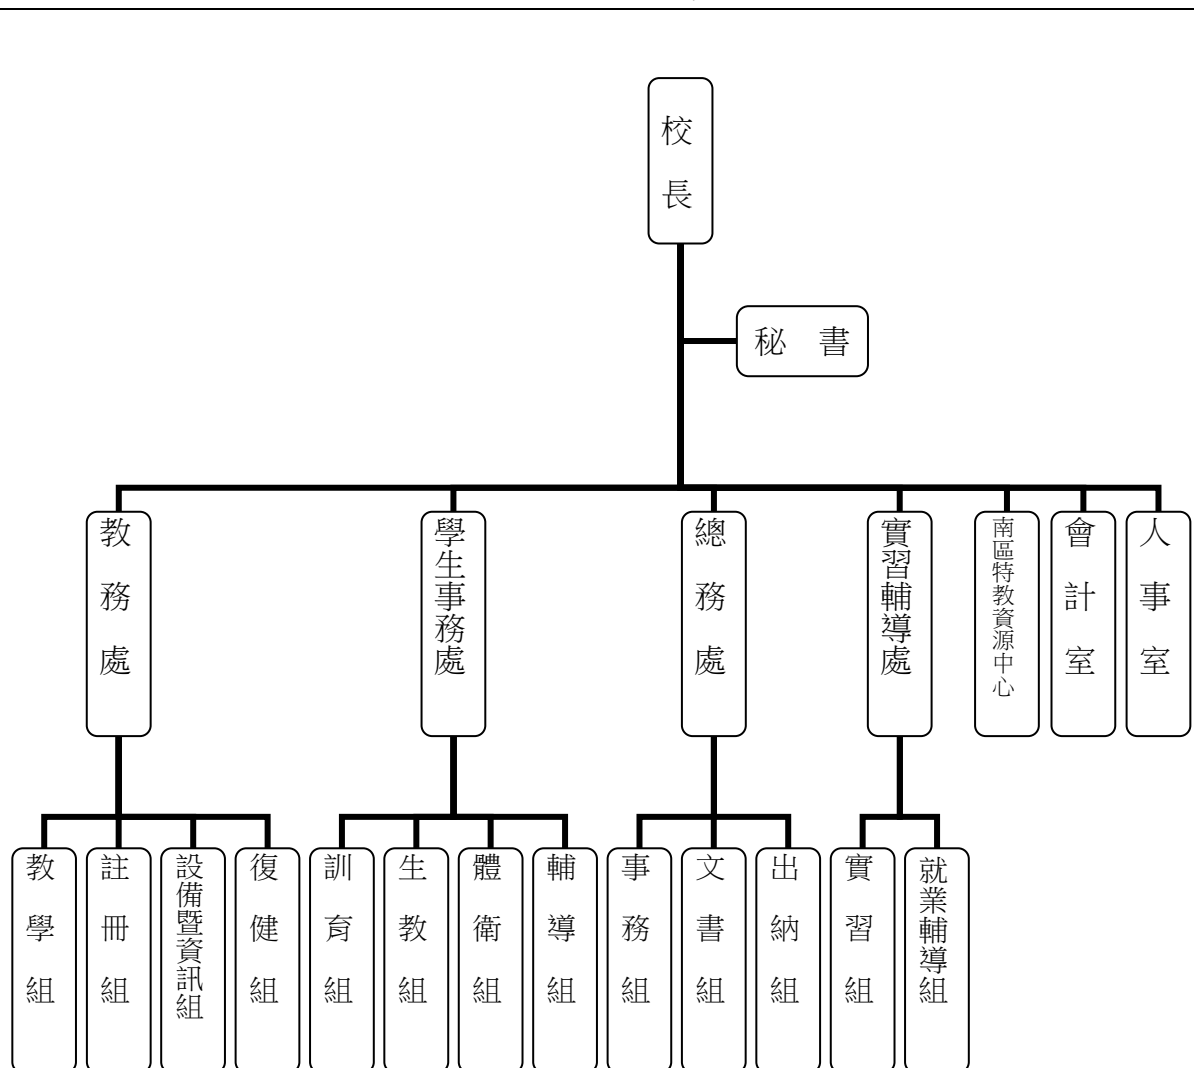 校長
秘書
教務處
學生事務處
總務處
實習輔導處
南區特教資源中心
會計室
人事室
教學組
註冊組
設備暨資訊組
復健組
訓育組
生教組
體衛組
輔導組
事務組
文書組
出納組
實習組
就業輔導組